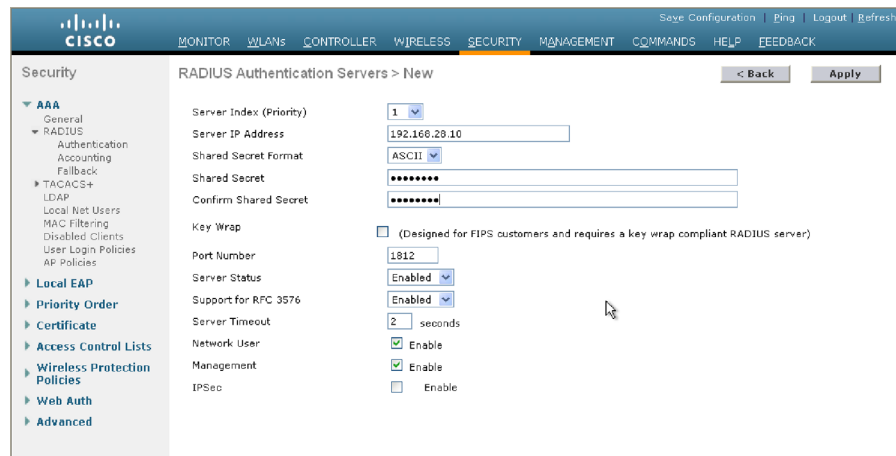 Save Configuration | Ping | Logout | Refresh
CISCO
MONITOR WLANs CONTROLLER WIRELESS SECURITY MANAGEMENT COMMANDS HELP FEEDBACK
Security
RADIUS Authentication Servers > New
< Back
Apply
AAA
General
RADIUS
Authentication
Accounting
Fallback
TACACS+
LDAP
Local Net Users
MAC Filtering
Disabled Clients
User Login Policies
AP Policies
Local EAP
Priority Order
Certificate
Access Control Lists
Wireless Protection
Policies
Web Auth
Advanced
Server Index (Priority) 1
Server IP Address 192.168.28.10
Shared Secret Format ASCII
Shared Secret ••••••••
Confirm Shared Secret ••••••••
Key Wrap (Designed for FIPS customers and requires a key wrap compliant RADIUS server)
Port Number 1812
Server Status Enabled
Support for RFC 3576 Enabled
Server Timeout 2 seconds
Network User Enable
Management Enable
IPSec Enable